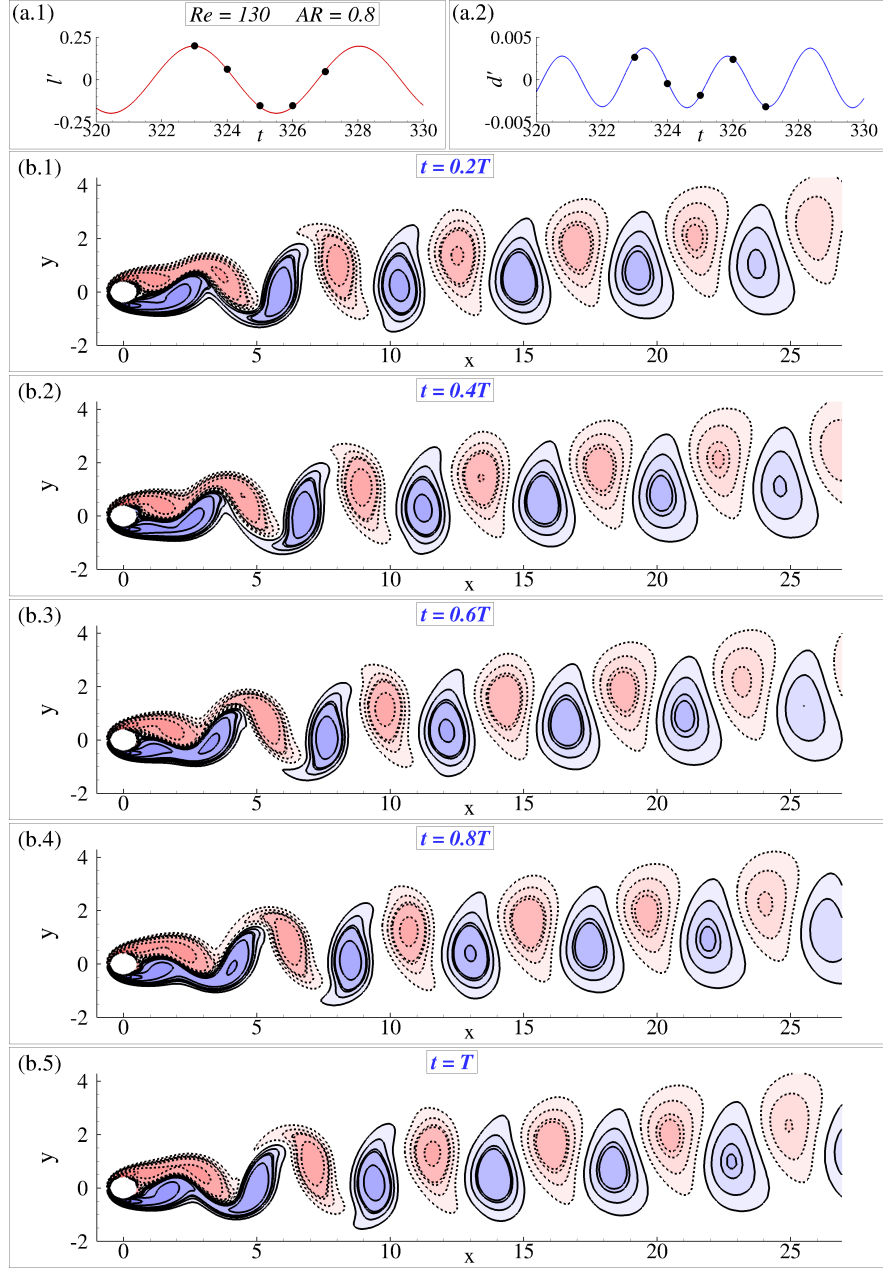 (a.1) Re = 130 AR = 0.8
0.25
0
-0.25
l'
320 322 324 326 328 330
t
(a.2)
0.005
0
-0.005
d'
320 322 324 326 328 330
t
(b.1) t = 0.2T
4
2
0
-2
y
0 5 10 15 20 25
x
(b.2) t = 0.4T
4
2
0
-2
y
0 5 10 15 20 25
x
(b.3) t = 0.6T
4
2
0
-2
y
0 5 10 15 20 25
x
(b.4) t = 0.8T
4
2
0
-2
y
0 5 10 15 20 25
x
(b.5) t = T
4
2
0
-2
y
0 5 10 15 20 25
x